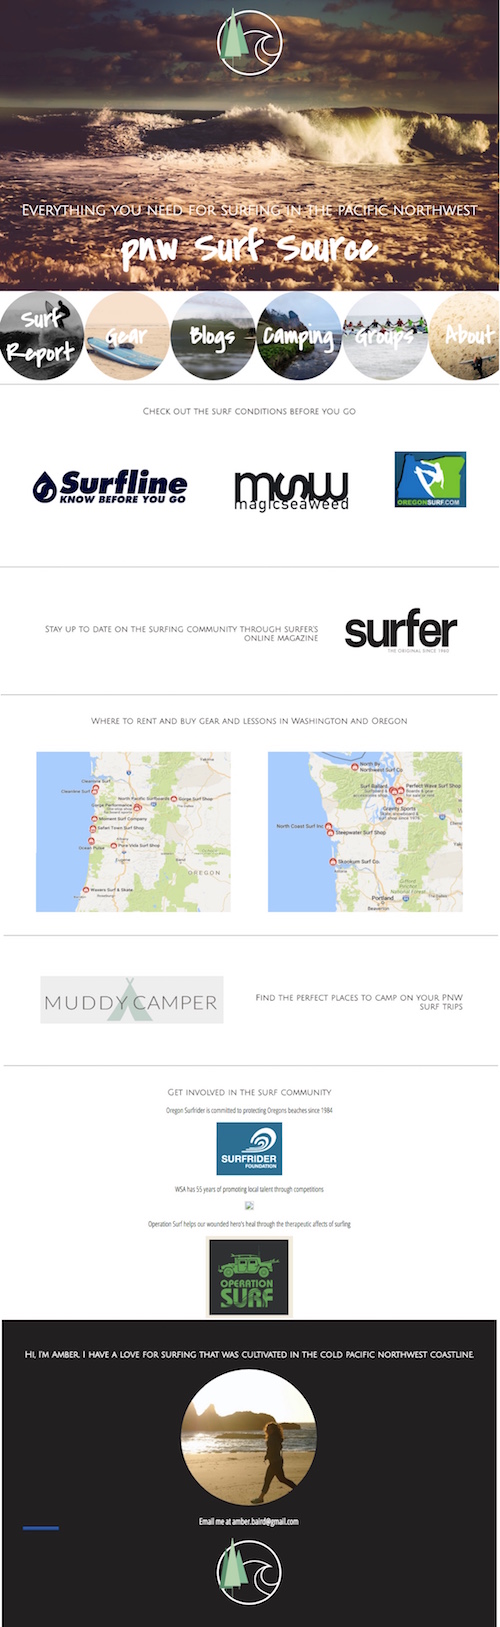 Everything you need for surfing in the pacific northwest
pnw Surf Source
Surf
Report
Gear
Blogs
Camping
Groups
About
Check out the surf conditions before you go
Surfline
KNOW BEFORE YOU GO
msw
magicseaweed
OREGONSURF.COM
Stay up to date on the surfing community through surfer's
online magazine
surfer
THE ORIGINAL SINCE 1960
Where to rent and buy gear and lessons in Washington and Oregon
Cleanline Surf
Cleanline Surf
North Pacific Surfboards
Gorge Surf Shop
Gorge Performance
Moment Surf Company
Safari Town Surf Shop
Ocean Pulse
Pura Vida Surf Shop
Eugene
Bend
OREGON
Wavers Surf & Skate
Roseburg
North By
Northwest Surf Co.
Surf Ballard
Perfect Wave Surf Shop
Gravity Sports
North Coast Surf Inc
Steepwater Surf Shop
Skookum Surf Co.
Portland
Beaverton
MUDDY CAMPER
Find the perfect places to camp on your PNW
surf trips
Get involved in the surf community
Oregon Surfrider is committed to protecting Oregons beaches since 1984
SURFRIDER
FOUNDATION
WSA has 55 years of promoting local talent through competitions
Operation Surf helps our wounded hero's heal through the therapeutic affects of surfing
OPERATION
SURF
Hi, I'm Amber. I have a love for surfing that was cultivated in the cold pacific northwest coastline.
Email me at amber.baird@gmail.com